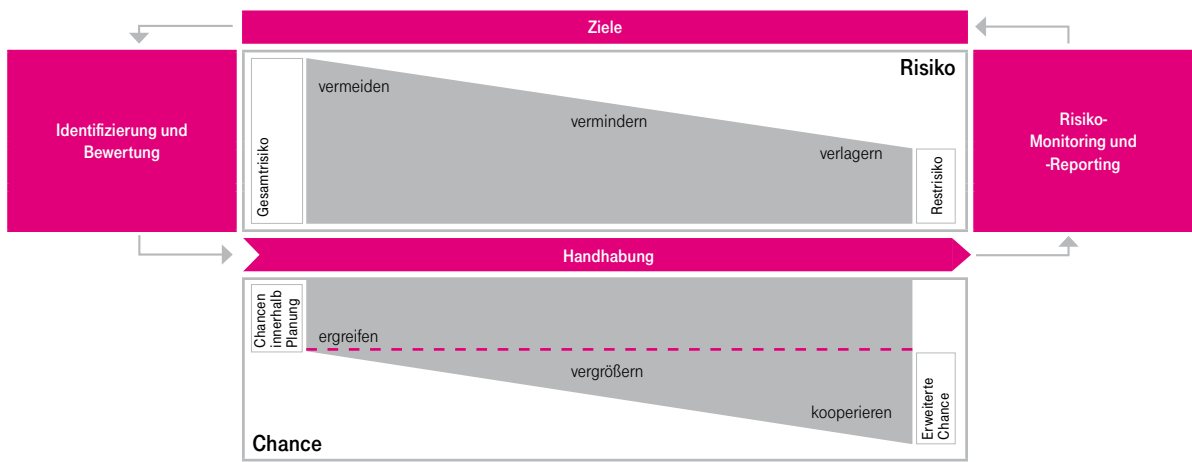 Ziele
Identifizierung und
Bewertung
Risiko
Gesamtrisiko
vermeiden
vermindern
verlagern
Restrisiko
Risiko-
Monitoring und
-Reporting
Handhabung
Chancen
innerhalb
Planung
ergreifen
vergrößern
kooperieren
Erweiterte
Chance
Chance